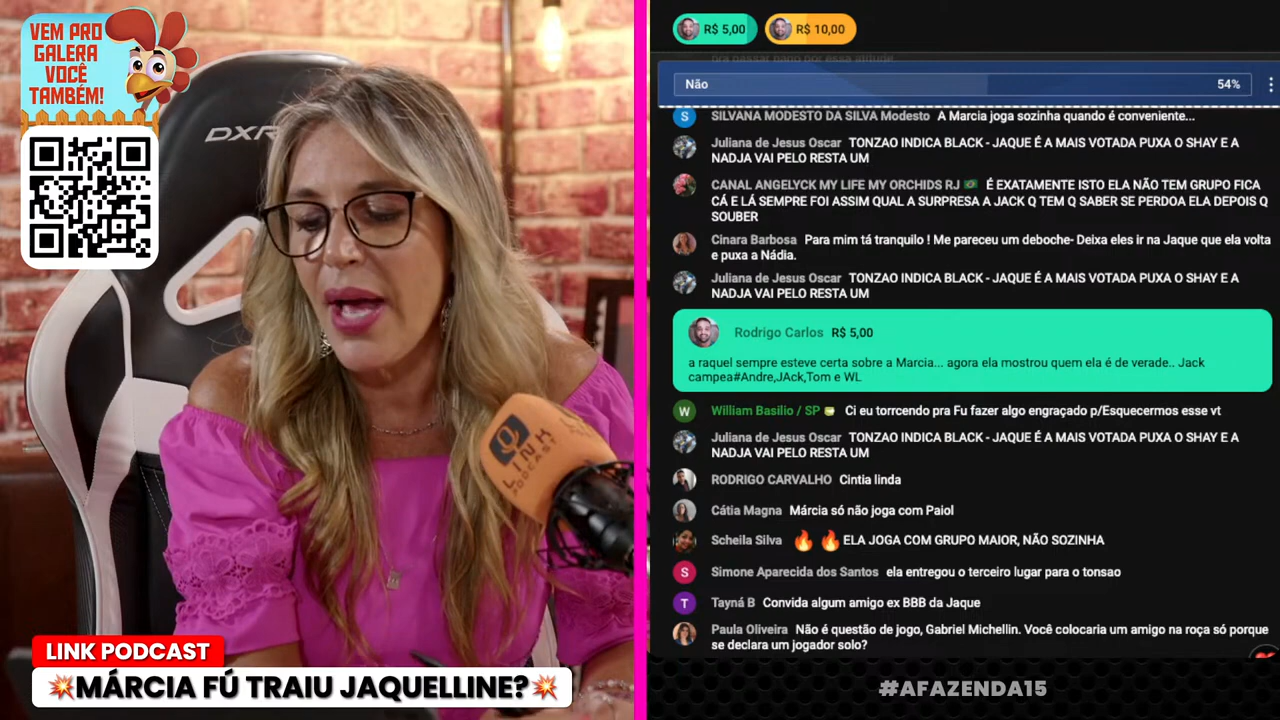 VEM PRO
GALERA
VOCÊ
TAMBÉM!
DXR
LINK
PODCAST
LINK PODCAST
💥MÁRCIA FÚ TRAIU JAQUELLINE?💥
R$ 5,00
R$ 10,00
Não
54%
S
SILVANA MODESTO DA SILVA Modesto A Marcia joga sozinha quando é conveniente...
Juliana de Jesus Oscar TONZAO INDICA BLACK - JAQUE É A MAIS VOTADA PUXA O SHAY E A
NADJA VAI PELO RESTA UM
CANAL ANGELYCK MY LIFE MY ORCHIDS RJ 🇧🇷 É EXATAMENTE ISTO ELA NÃO TEM GRUPO FICA
CÁ E LÁ SEMPRE FOI ASSIM QUAL A SURPRESA A JACK Q TEM Q SABER SE PERDOA ELA DEPOIS Q
SOUBER
Cinara Barbosa Para mim tá tranquilo ! Me pareceu um deboche- Deixa eles ir na Jaque que ela volta
e puxa a Nádia.
Juliana de Jesus Oscar TONZAO INDICA BLACK - JAQUE É A MAIS VOTADA PUXA O SHAY E A
NADJA VAI PELO RESTA UM
Rodrigo Carlos R$ 5,00
a raquel sempre esteve certa sobre a Marcia... agora ela mostrou quem ela é de verade.. Jack
campea#Andre,JAck,Tom e WL
W
William Basilio / SP Ci eu torrcendo pra Fu fazer algo engraçado p/Esquecermos esse vt
Juliana de Jesus Oscar TONZAO INDICA BLACK - JAQUE É A MAIS VOTADA PUXA O SHAY E A
NADJA VAI PELO RESTA UM
RODRIGO CARVALHO Cintia linda
Cátia Magna Márcia só não joga com Paiol
Scheila Silva 🔥🔥ELA JOGA COM GRUPO MAIOR, NÃO SOZINHA
S
Simone Aparecida dos Santos ela entregou o terceiro lugar para o tonsao
T
Tayná B Convida algum amigo ex BBB da Jaque
Paula Oliveira Não é questão de jogo, Gabriel Michellin. Você colocaria um amigo na roça só porque
se declara um jogador solo?
#AFAZENDA15